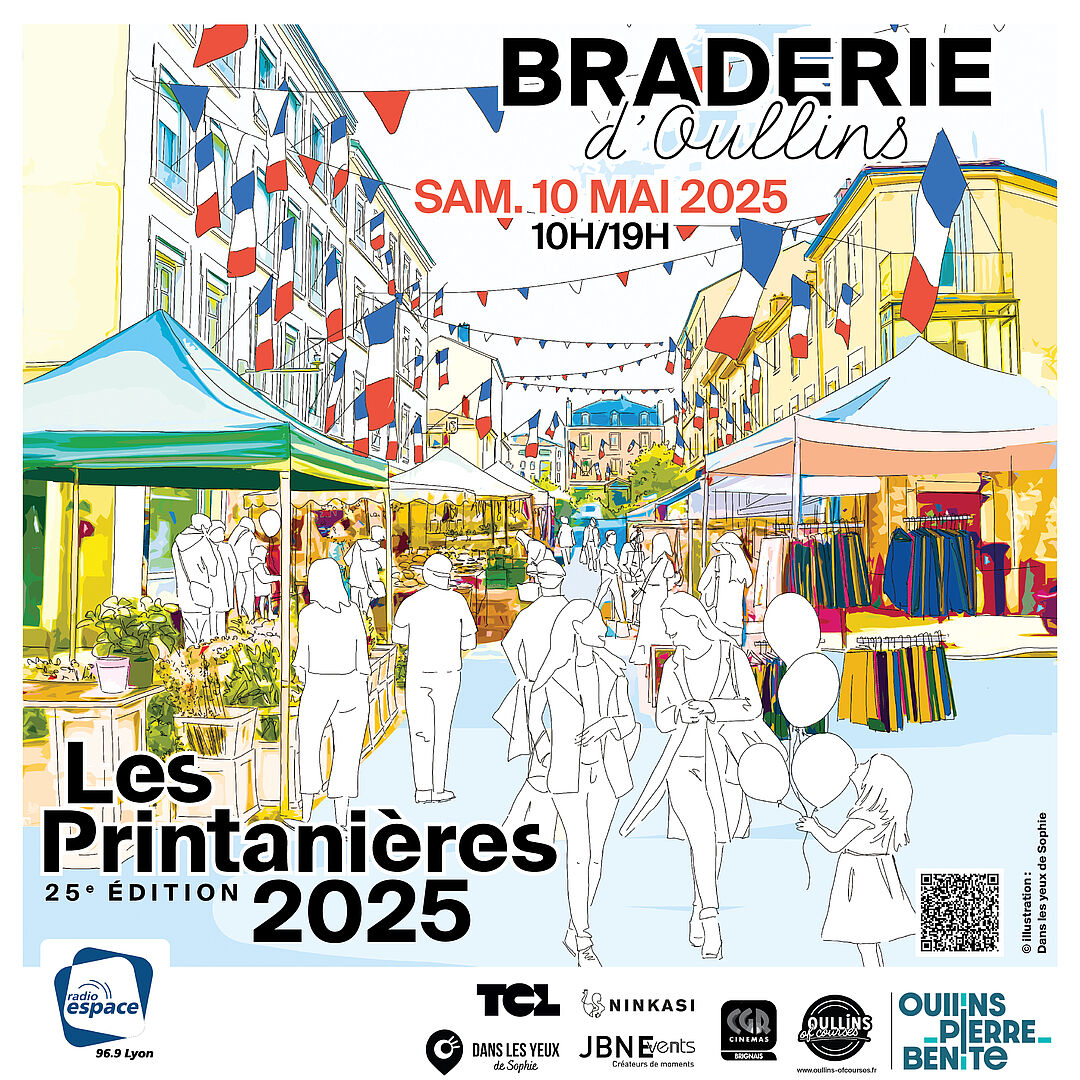 BRADERIE
d'Oullins
SAM. 10 MAI 2025
10H/19H
Les
Printanières
25e ÉDITION
2025
© illustration :
Dans les yeux de Sophie
radio
espace
96.9 Lyon
TCL
NINKASI
DANS LES YEUX
de Sophie
JBNEvents
Créateurs de moments
CGR
CINEMAS
BRIGNAIS
OULLINS
of courses
www.oullins-ofcourses.fr
OUllINS
_PIERRE_
BENITE